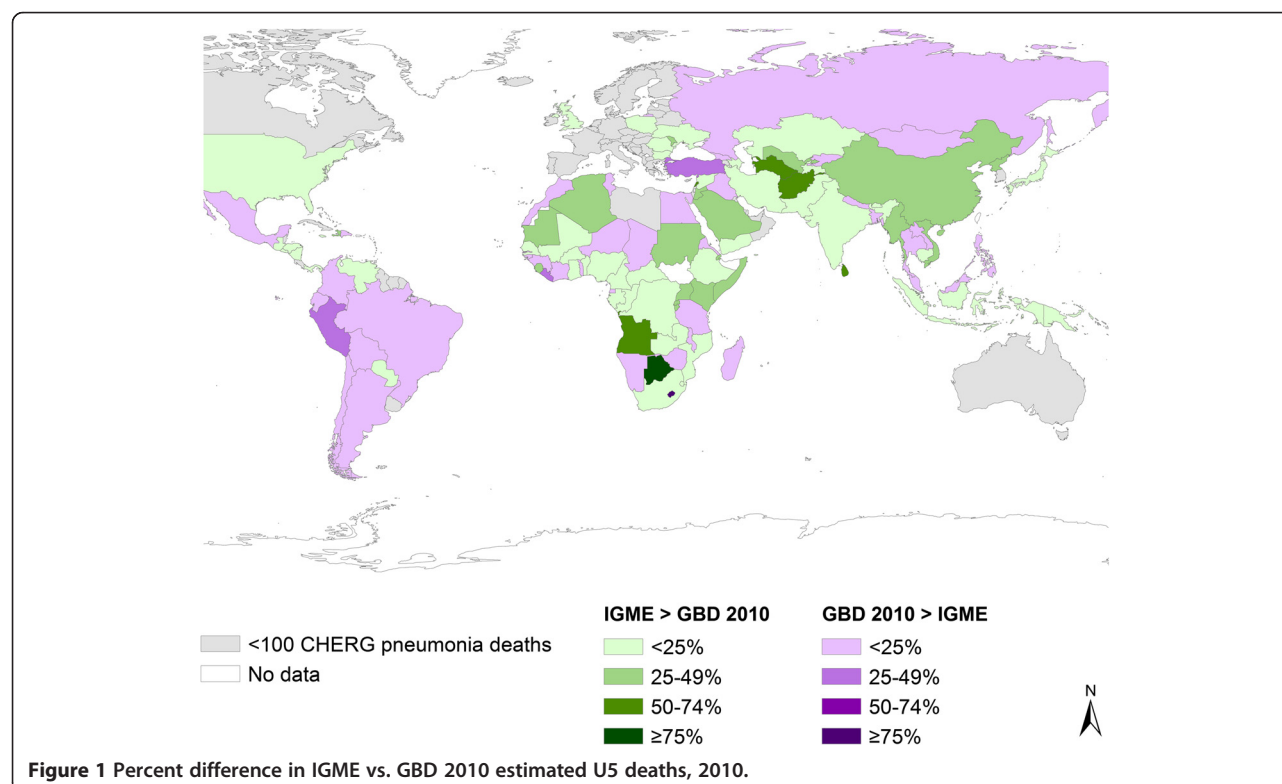 IGME > GBD 2010
GBD 2010 > IGME
<100 CHERG pneumonia deaths
No data
<25%
25-49%
50-74%
≥75%
<25%
25-49%
50-74%
≥75%
N
Figure 1 Percent difference in IGME vs. GBD 2010 estimated U5 deaths, 2010.